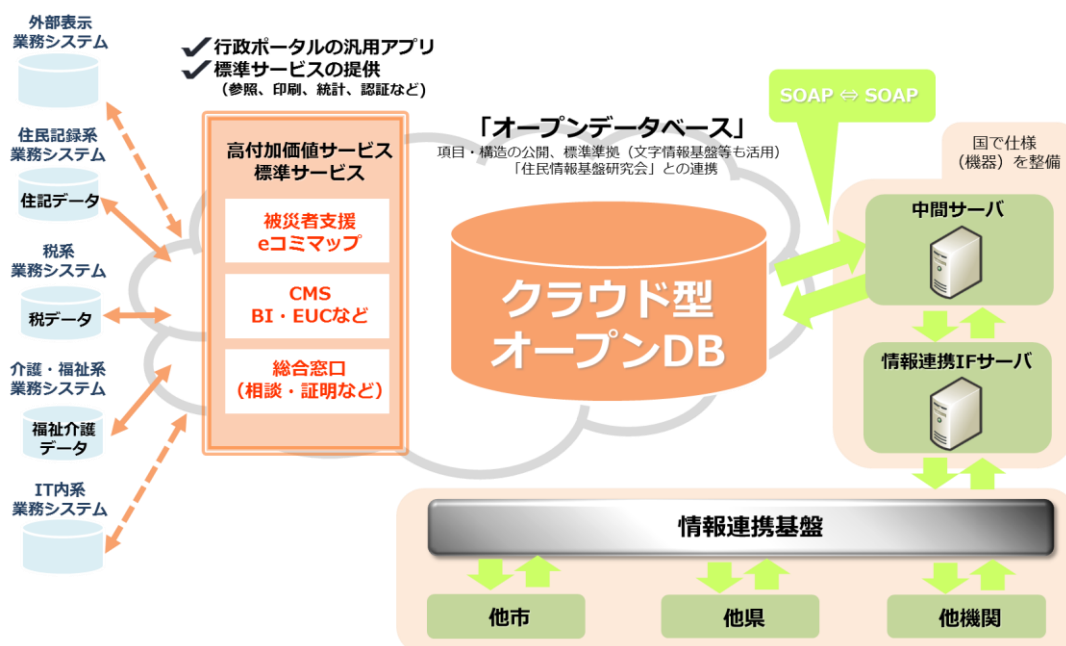 外部表示
業務システム
住民記録系
業務システム
住記データ
税系
業務システム
税データ
介護・福祉系
業務システム
福祉介護
データ
IT内系
業務システム
✓行政ポータルの汎用アプリ
✓標準サービスの提供
（参照、印刷、統計、認証など）
高付加価値サービス
標準サービス
被災者支援
eコミマップ
CMS
BI・EUCなど
総合窓口
（相談・証明など）
「オープンデータベース」
項目・構造の公開、標準準拠（文字情報基盤等も活用）
「住民情報基盤研究会」との連携
クラウド型
オープンDB
SOAP ⇔ SOAP
国で仕様
（機器）を整備
中間サーバ
情報連携IFサーバ
情報連携基盤
他市
他県
他機関